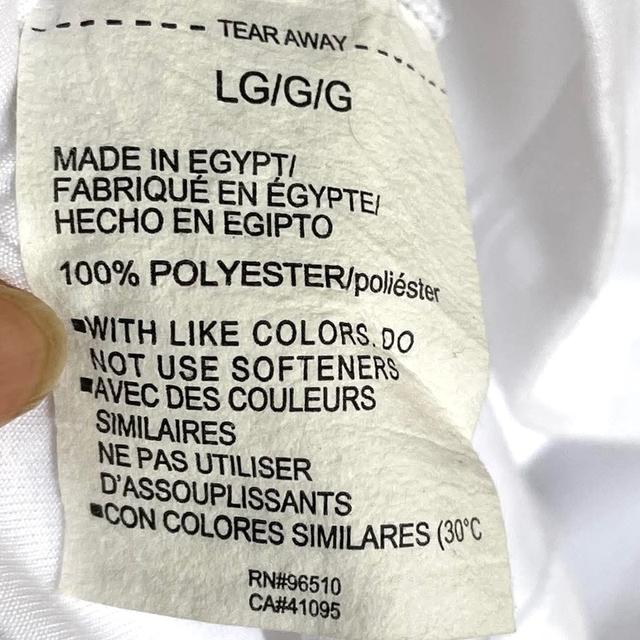 TEAR AWAY
LG/G/G
MADE IN EGYPT/
FABRIQUÉ EN ÉGYPTE/
HECHO EN EGIPTO
100% POLYESTER/poliéster
▪WITH LIKE COLORS. DO
NOT USE SOFTENERS
▪AVEC DES COULEURS
SIMILAIRES
NE PAS UTILISER
D'ASSOUPLISSANTS
▪CON COLORES SIMILARES (30°C
RN#96510
CA#41095